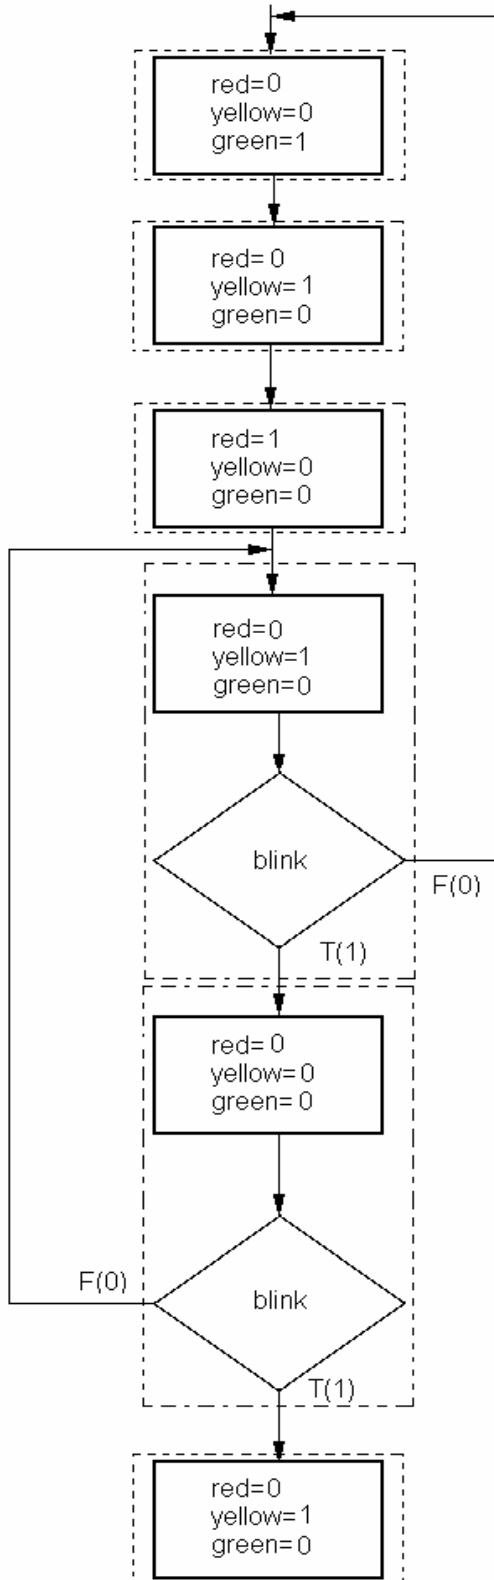 red=0
yellow=0
green=1
red=0
yellow=1
green=0
red=1
yellow=0
green=0
red=0
yellow=1
green=0
blink
F(0)
T(1)
red=0
yellow=0
green=0
F(0)
blink
T(1)
red=0
yellow=1
green=0